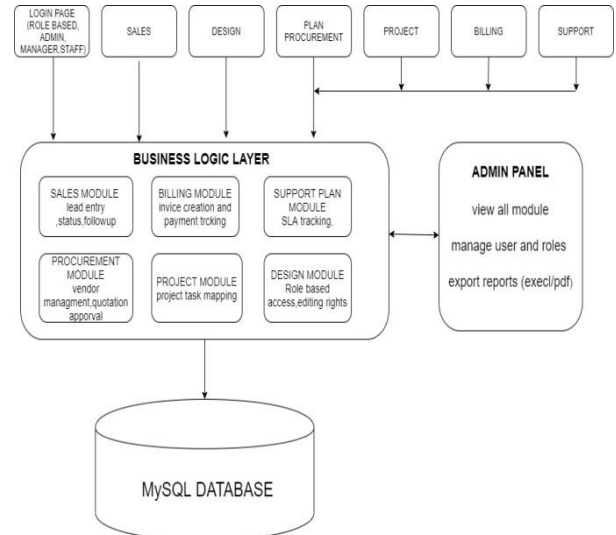 LOGIN PAGE
(ROLE BASED,
ADMIN,
MANAGER,STAFF)
SALES
DESIGN
PLAN
PROCUREMENT
PROJECT
BILLING
SUPPORT
BUSINESS LOGIC LAYER
SALES MODULE
lead entry
,status,followup
BILLING MODULE
invice creation and
payment trcking
SUPPORT PLAN
MODULE
SLA tracking,
PROCUREMENT
MODULE
vendor
managment,quotation
apporval
PROJECT MODULE
project task mapping
DESIGN MODULE
Role based
access,editing rights
ADMIN PANEL
view all module
manage user and roles
export reports (execl/pdf)
MySQL DATABASE